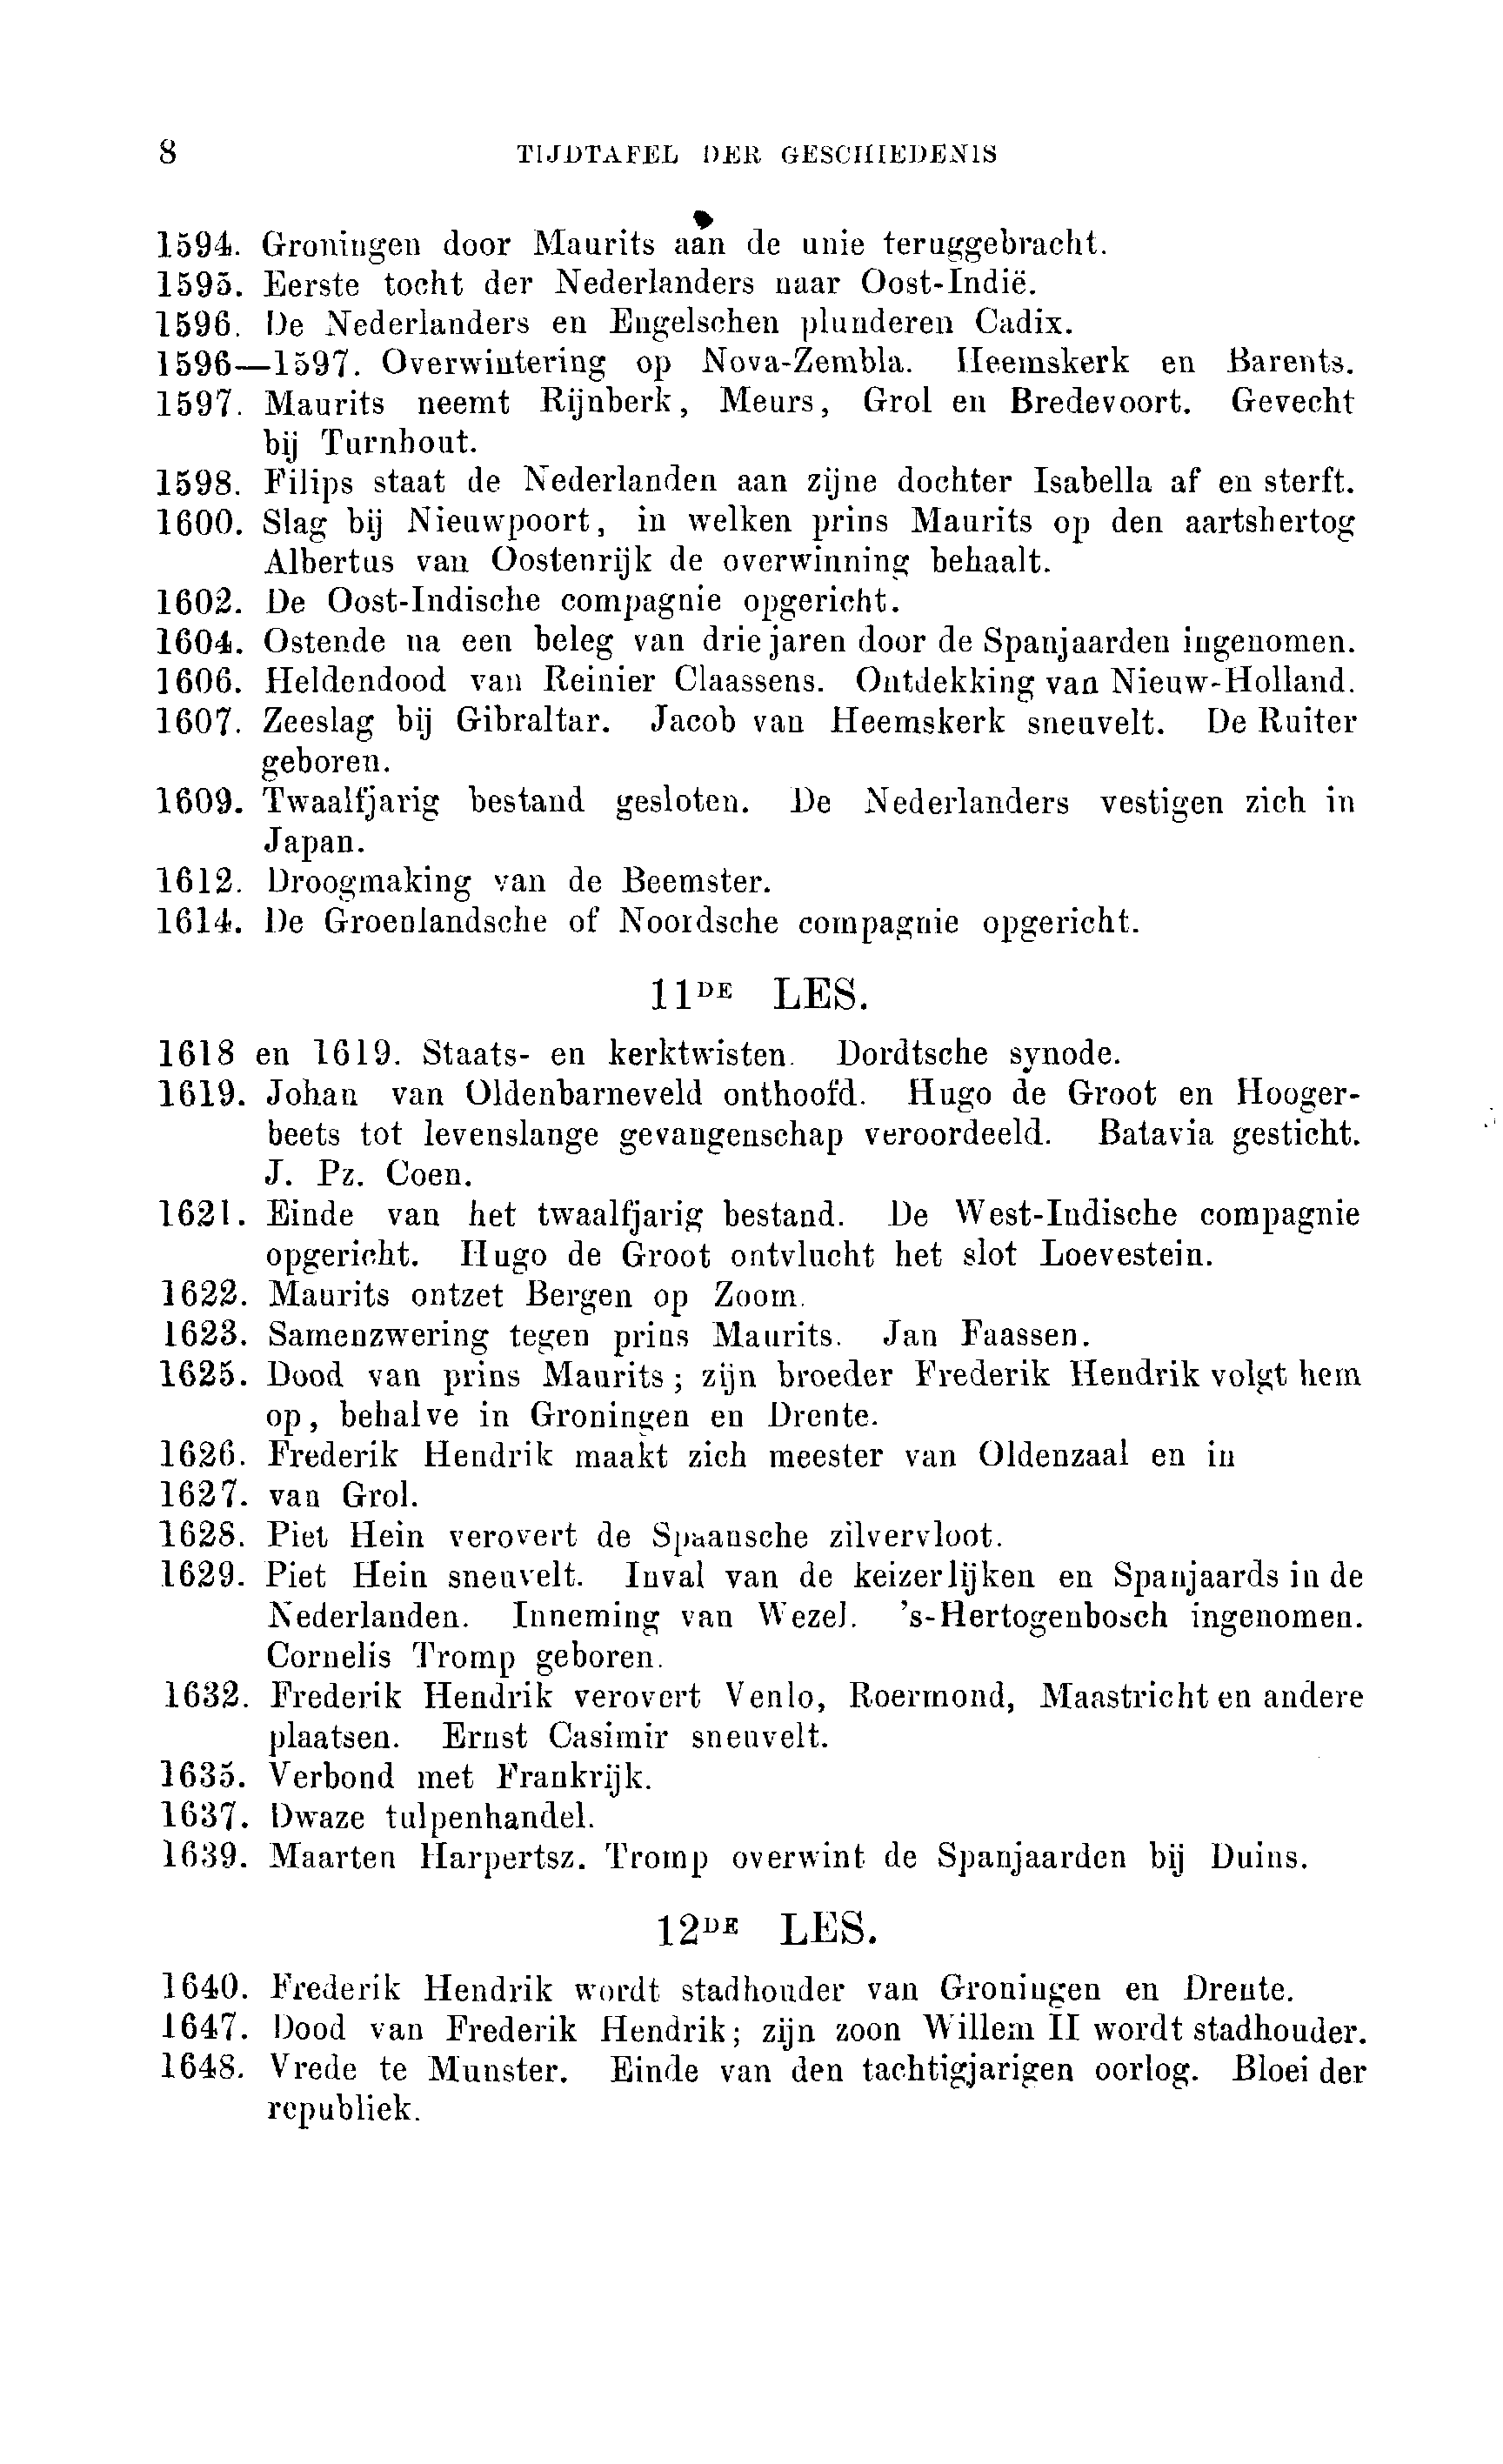 8 TIJDTAFEL DER GESCHIEDENIS
1594. Groningen door Maurits aan de unie teruggebracht.
1595. Eerste tocht der Nederlanders naar Oost-Indië.
1596. De Nederlanders en Engelschen plunderen Cadix.
1596—1597. Overwintering op Nova-Zembla. Heemskerk en Barents.
1597. Maurits neemt Rijnberk, Meurs, Grol en Bredevoort. Gevecht
bij Turnhout.
1598. Filips staat de Nederlanden aan zijne dochter Isabella af en sterft.
1600. Slag bij Nieuwpoort, in welken prins Maurits op den aartshertog
Albertus van Oostenrijk de overwinning behaalt.
1602. De Oost-Indische compagnie opgericht.
1604. Ostende na een beleg van drie jaren door de Spanjaarden ingenomen.
1606. Heldendood van Reinier Claassens. Ontdekking van Nieuw-Holland.
1607. Zeeslag bij Gibraltar. Jacob van Heemskerk sneuvelt. De Ruiter
geboren.
1609. Twaalfjarig bestand gesloten. De Nederlanders vestigen zich in
Japan.
1612. Droogmaking van de Beemster.
1614. De Groenlandsche of Noordsche compagnie opgericht.
11DE LES.
1618 en 1619. Staats- en kerktwisten. Dordtsche synode.
1619. Johan van Oldenbarneveld onthoofd. Hugo de Groot en Hooger-
beets tot levenslange gevangenschap veroordeeld. Batavia gesticht.
J. Pz. Coen.
1621. Einde van het twaalfjarig bestand. De West-Indische compagnie
opgericht. Hugo de Groot ontvlucht het slot Loevestein.
1622. Maurits ontzet Bergen op Zoom.
1623. Samenzwering tegen prins Maurits. Jan Faassen.
1625. Dood van prins Maurits; zijn broeder Frederik Hendrik volgt hem
op, behalve in Groningen en Drente.
1626. Frederik Hendrik maakt zich meester van Oldenzaal en in
1627. van Grol.
1628. Piet Hein verovert de Spaansche zilvervloot.
1629. Piet Hein sneuvelt. Inval van de keizerlijken en Spanjaards in de
Nederlanden. Inneming van Wezel. 's-Hertogenbosch ingenomen.
Cornelis Tromp geboren.
1632. Frederik Hendrik verovert Venlo, Roermond, Maastricht en andere
plaatsen. Ernst Casimir sneuvelt.
1635. Verbond met Frankrijk.
1637. Dwaze tulpenhandel.
1639. Maarten Harpertsz. Tromp overwint de Spanjaarden bij Duins.
12DE LES.
1640. Frederik Hendrik wordt stadhouder van Groningen en Drente.
1647. Dood van Frederik Hendrik; zijn zoon Willem II wordt stadhouder.
1648. Vrede te Munster. Einde van den tachtigjarigen oorlog. Bloei der
republiek.